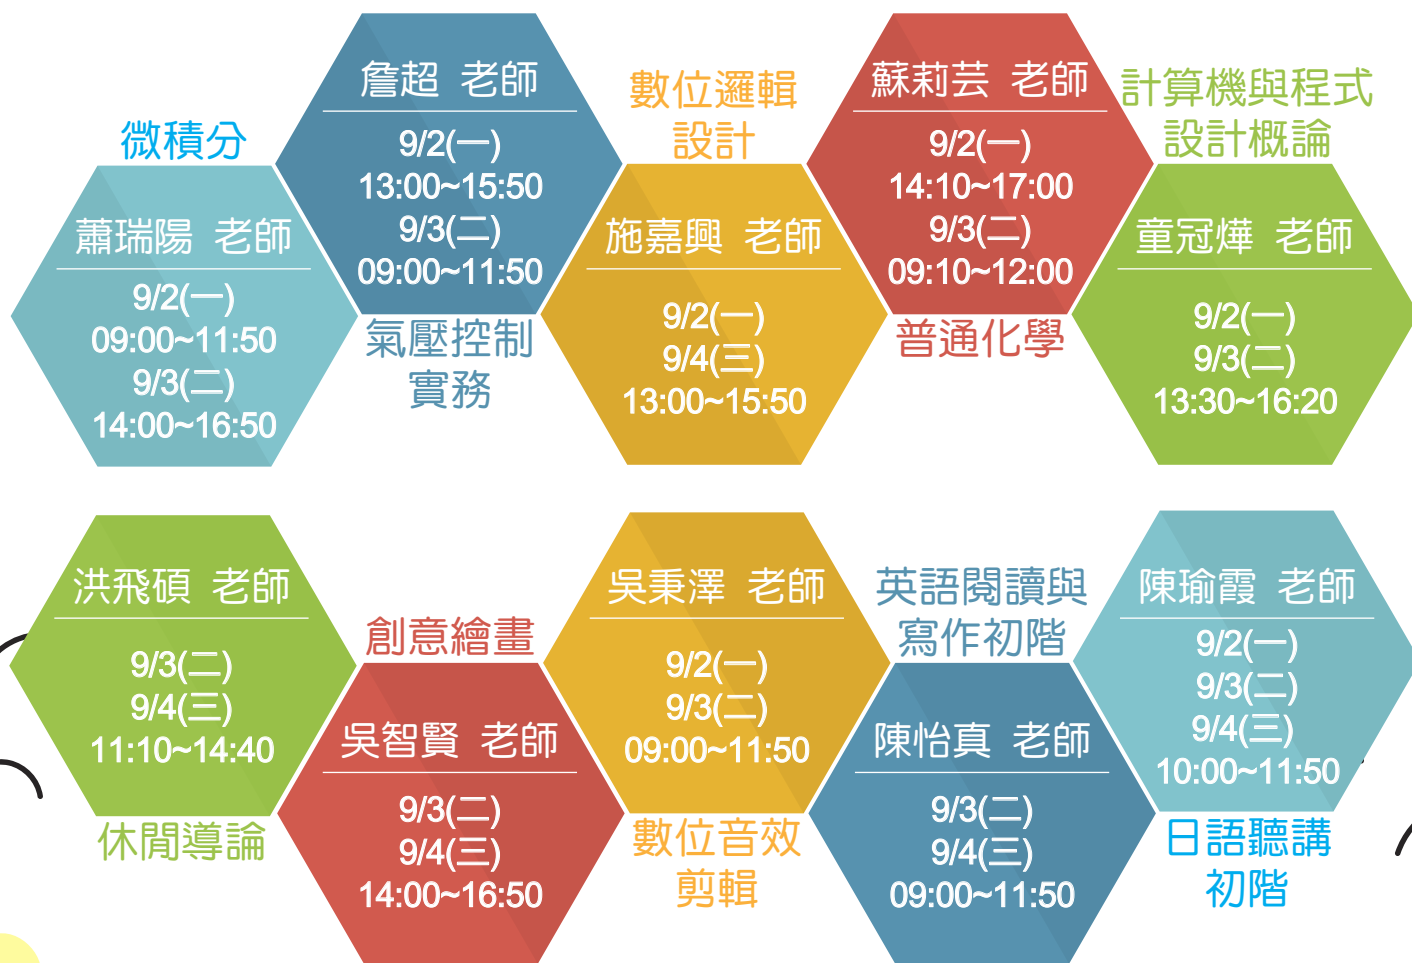 微積分
蕭瑞陽 老師
9/2(一)
09:00~11:50
9/3(二)
14:00~16:50
詹超 老師
9/2(一)
13:00~15:50
9/3(二)
09:00~11:50
氣壓控制
實務
數位邏輯
設計
施嘉興 老師
9/2(一)
9/4(三)
13:00~15:50
蘇莉芸 老師
9/2(一)
14:10~17:00
9/3(二)
09:10~12:00
普通化學
計算機與程式
設計概論
童冠燁 老師
9/2(一)
9/3(二)
13:30~16:20
洪飛碩 老師
9/3(二)
9/4(三)
11:10~14:40
休閒導論
創意繪畫
吳智賢 老師
9/3(二)
9/4(三)
14:00~16:50
吳秉澤 老師
9/2(一)
9/3(二)
09:00~11:50
數位音效
剪輯
英語閱讀與
寫作初階
陳怡真 老師
9/3(二)
9/4(三)
09:00~11:50
陳瑜霞 老師
9/2(一)
9/3(二)
9/4(三)
10:00~11:50
日語聽講
初階